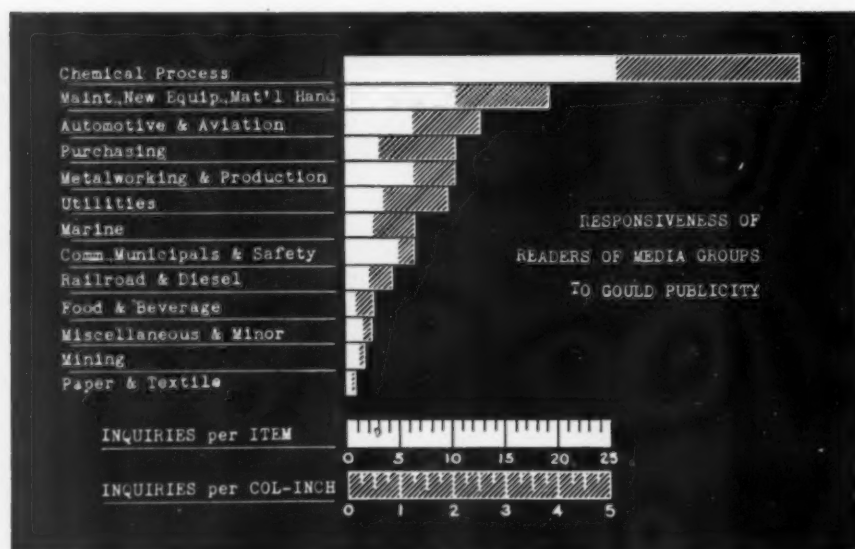 Chemical Process
Maint., New Equip., Mat'l Hand.
Automotive & Aviation
Purchasing
Metalworking & Production
Utilities
Marine
Comm. Municipals & Safety
Railroad & Diesel
Food & Beverage
Miscellaneous & Minor
Mining
Paper & Textile
RESPONSIVENESS OF
READERS OF MEDIA GROUPS
TO GOULD PUBLICITY
INQUIRIES per ITEM
0 5 10 15 20 25
INQUIRIES per COL-INCH
0 1 2 3 4 5